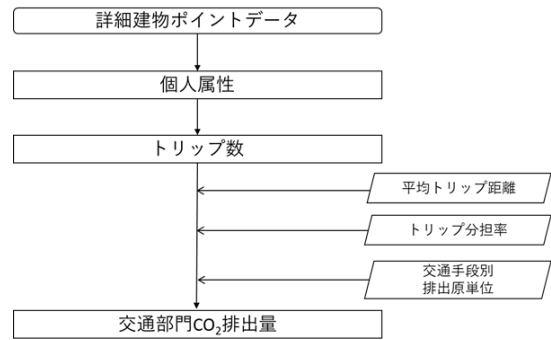 詳細建物ポイントデータ
個人属性
トリップ数
平均トリップ距離
トリップ分担率
交通手段別
排出原単位
交通部門CO₂排出量